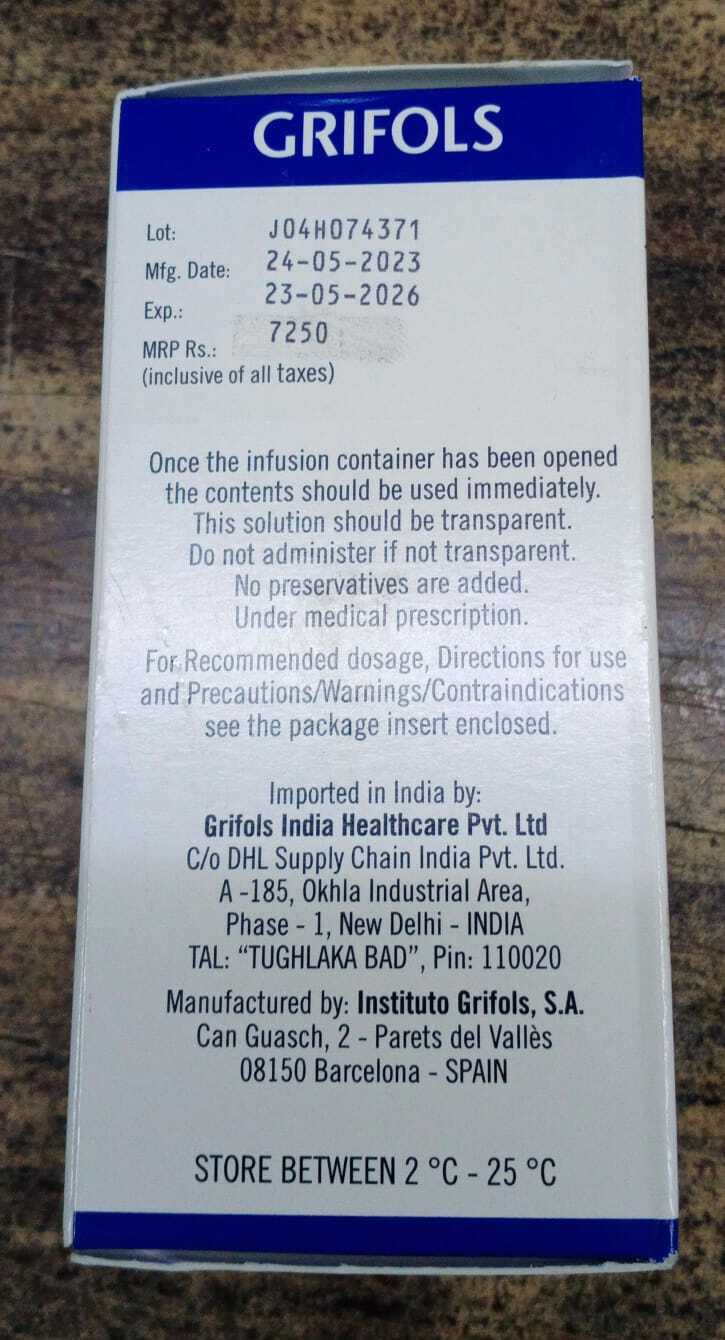 GRIFOLS
Lot: J04H074371
Mfg. Date: 24-05-2023
Exp.: 23-05-2026
MRP Rs.: 7250
(inclusive of all taxes)
Once the infusion container has been opened
the contents should be used immediately.
This solution should be transparent.
Do not administer if not transparent.
No preservatives are added.
Under medical prescription.
For Recommended dosage, Directions for use
and Precautions/Warnings/Contraindications
see the package insert enclosed.
Imported in India by:
Grifols India Healthcare Pvt. Ltd
C/o DHL Supply Chain India Pvt. Ltd.
A -185, Okhla Industrial Area,
Phase - 1, New Delhi - INDIA
TAL: “TUGHLAKA BAD”, Pin: 110020
Manufactured by: Instituto Grifols, S.A.
Can Guasch, 2 - Parets del Vallès
08150 Barcelona - SPAIN
STORE BETWEEN 2 °C - 25 °C